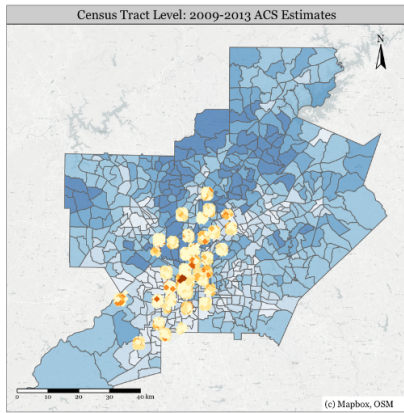 Census Tract Level: 2009-2013 ACS Estimates
N
0 10 20 30 40 km
(c) Mapbox, OSM